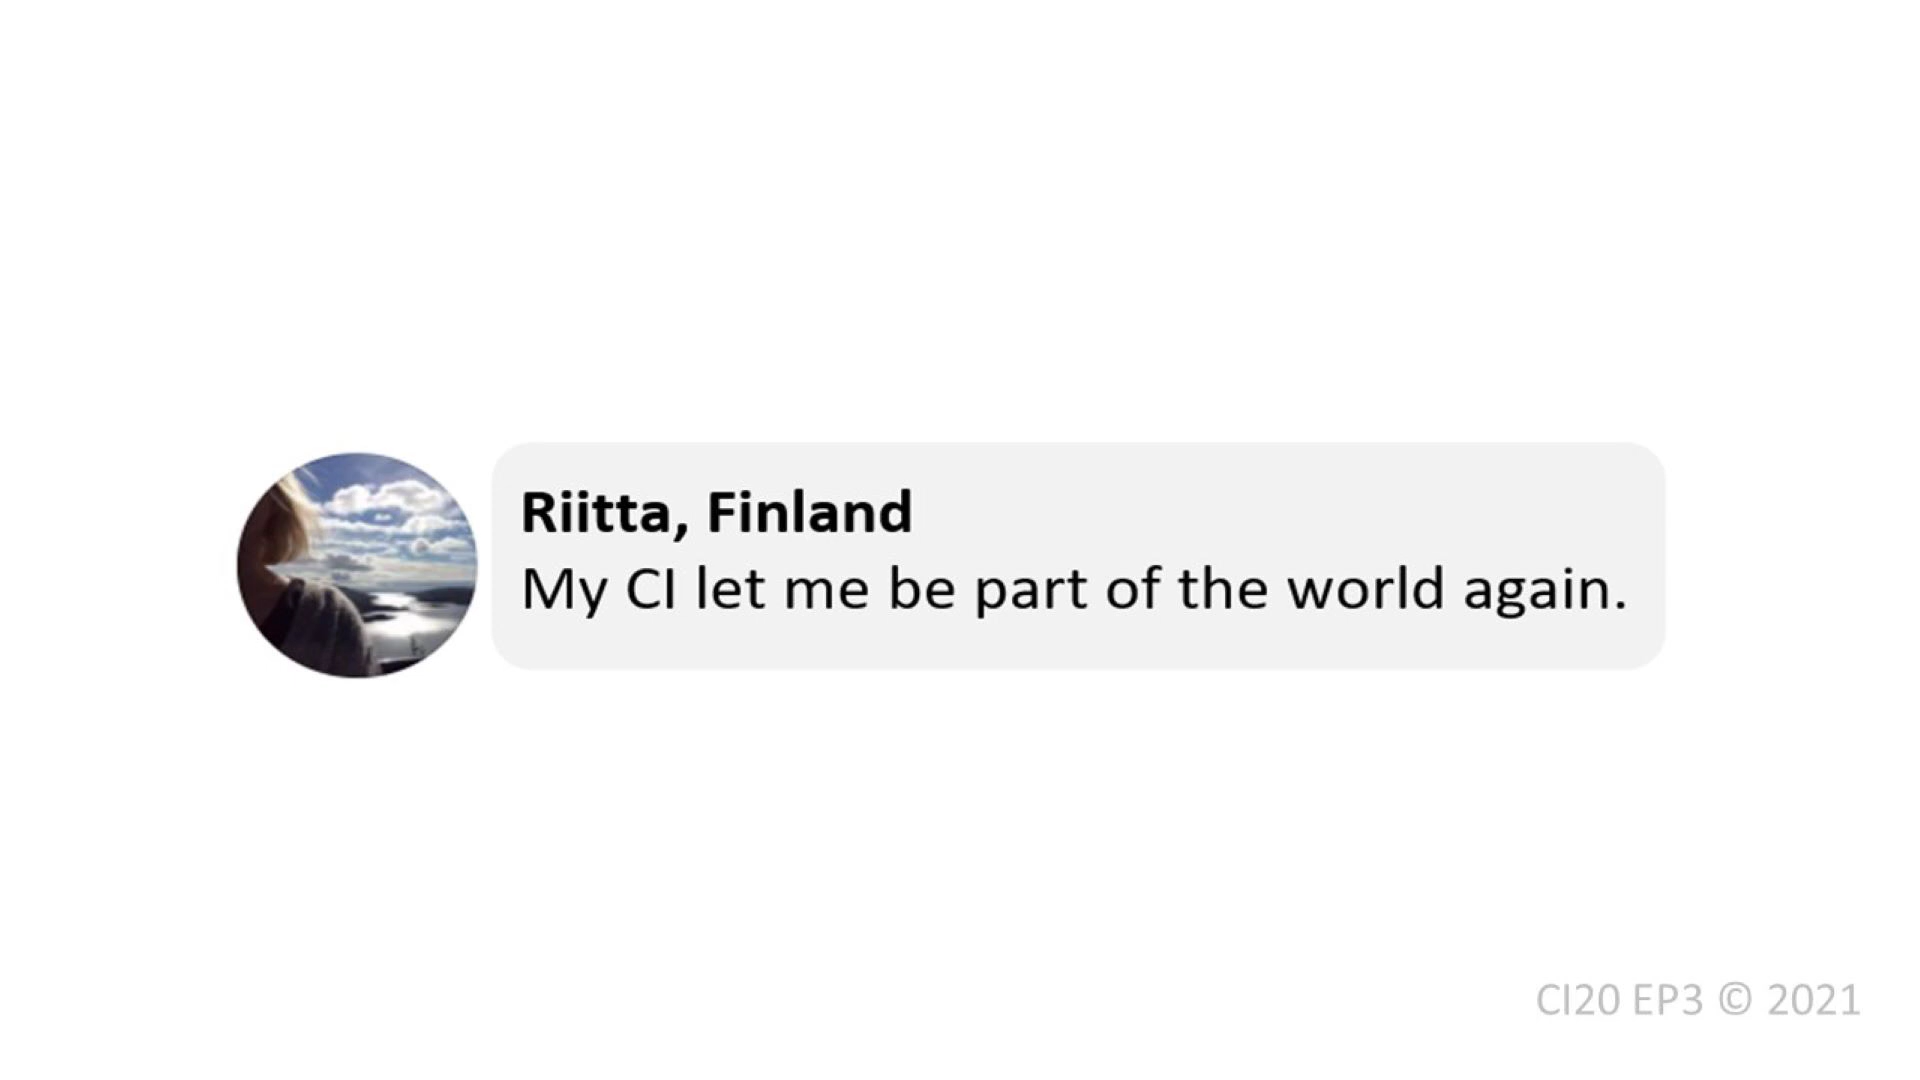 Riitta, Finland
My CI let me be part of the world again.
CI20 EP3 © 2021